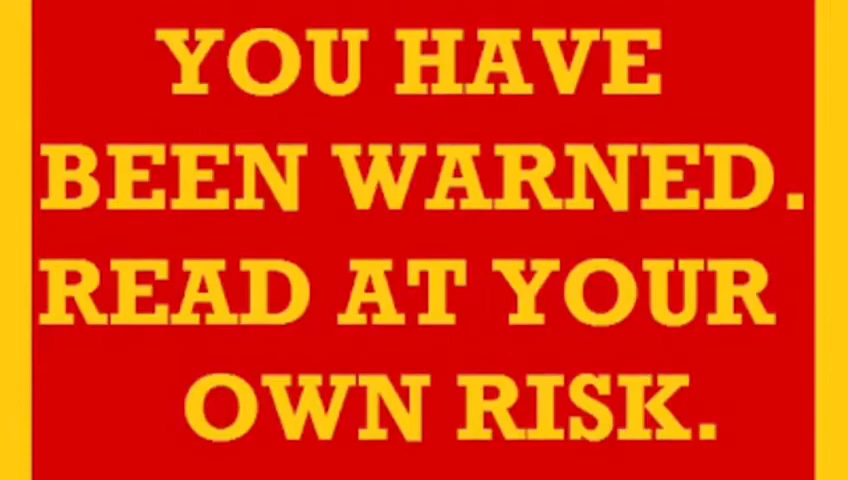 YOU HAVE
BEEN WARNED.
READ AT YOUR
OWN RISK.